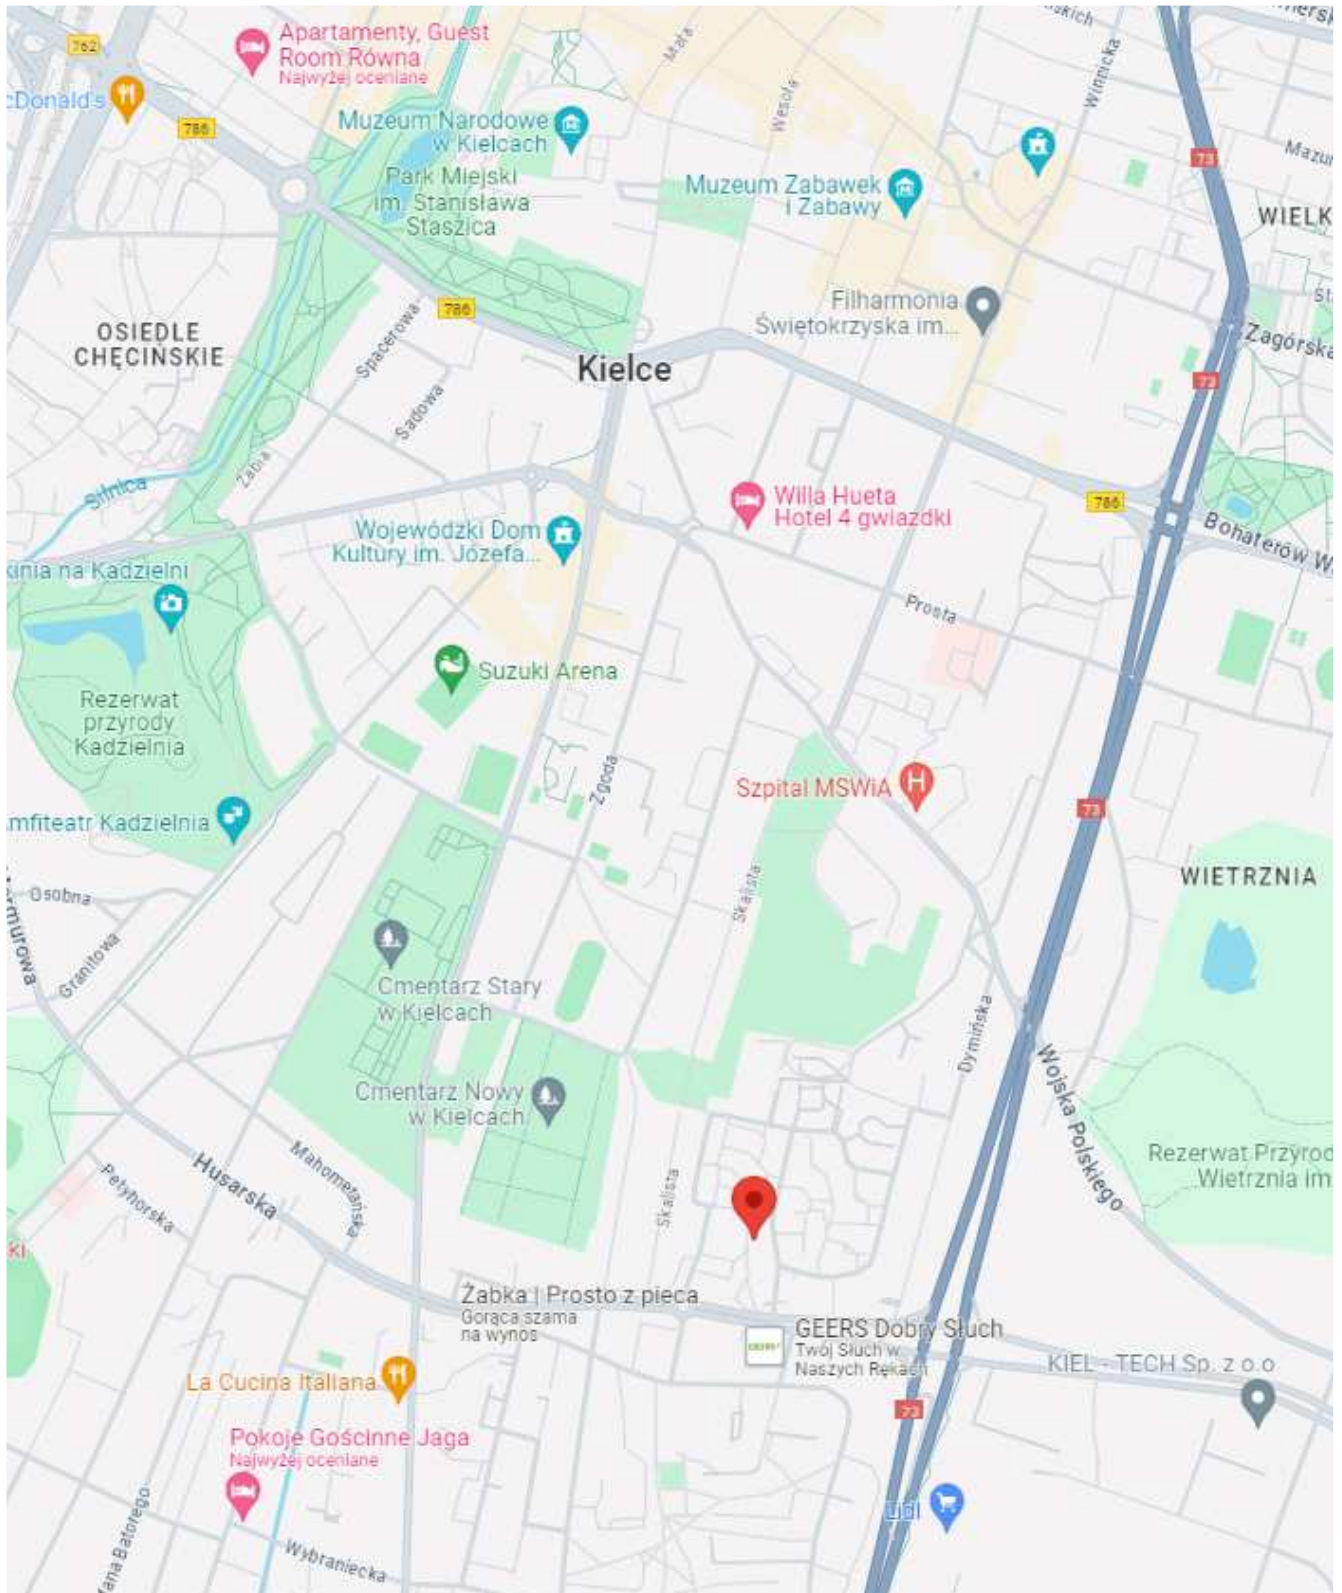 762
Apartamenty, Guest
Room Równa
Najwyżej oceniane
cDonald's
786
Muzeum Narodowe
w Kielcach
Park Miejski
im. Stanisława
Staszica
Mała
Wesoła
Winnicka
73
Mazur
Muzeum Zabawek
i Zabawy
WIELK
Filharmonia
Świętokrzyska im...
Zagórska
786
OSIEDLE
CHĘCIŃSKIE
Spacerowa
Sadowa
Kielce
73
Żabia
Silnica
Willa Hueta
Hotel 4 gwiazdki
786
Bohaterów W
Wojewódzki Dom
Kultury im. Józefa...
kinia na Kadzielni
Prosta
Suzuki Arena
Rezerwat
przyrody
Kadzielnia
Zgoda
Szpital MSWiA
73
mfiteatr Kadzielnia
WIETRZNIA
Osobna
Skalista
armurowa
Granitowa
Cmentarz Stary
w Kielcach
Dymińska
Wojska Polskiego
Cmentarz Nowy
w Kielcach
Rezerwat Przyrod
Wietrznia im
Mahometańska
Husarska
Petyhorska
Skalista
ki
Żabka | Prosto z pieca
Gorąca szama
na wynos
GEERS Dobry Słuch
Twój Słuch w
Naszych Rękach
KIEL - TECH Sp. z o.o
La Cucina Italiana
73
Pokoje Gościnne Jaga
Najwyżej oceniane
Lidl
ana Batorego
Wybraniecka